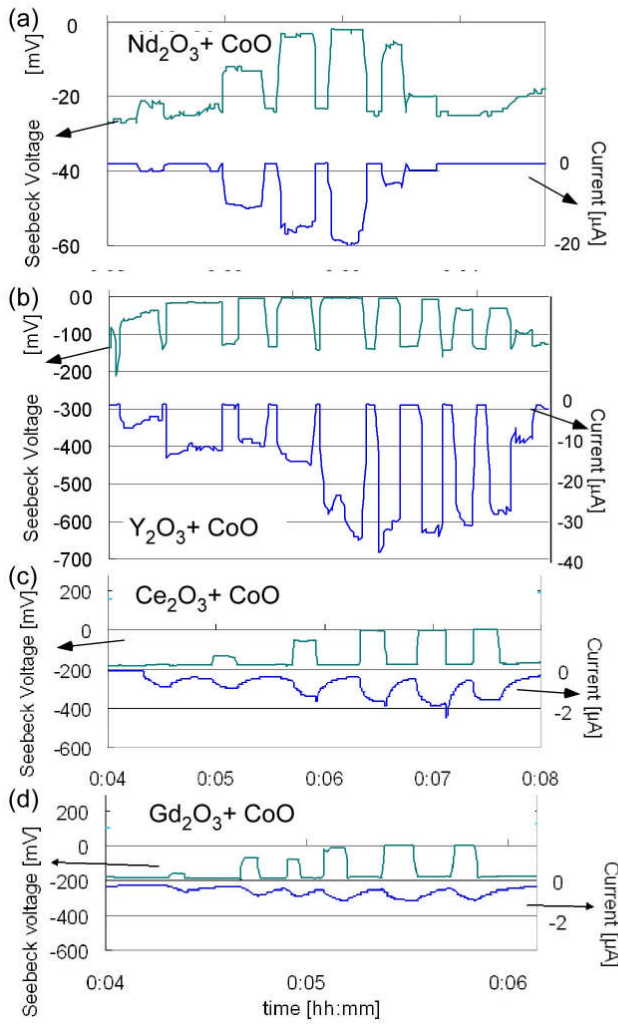 (a)
0
[mV]
Nd2O3+ CoO
-20
Seebeck Voltage
-40
0
Current [µA]
-60
-20
(b)
0 0
[mV]
-100
-200
Seebeck Voltage
-300
0
Current [µA]
-400
-10
-500
-20
-600
Y2O3+ CoO
-30
-700
-40
(c)
200
Ce2O3+ CoO
0
Seebeck Voltage [mV]
-200
0
Current [µA]
-400
-2
-600
0:04 0:05 0:06 0:07 0:08
(d)
200
Gd2O3+ CoO
0
Seebeck voltage [mV]
-200
0
Current [µA]
-400
-2
-600
0:04 0:05 0:06
time [hh:mm]